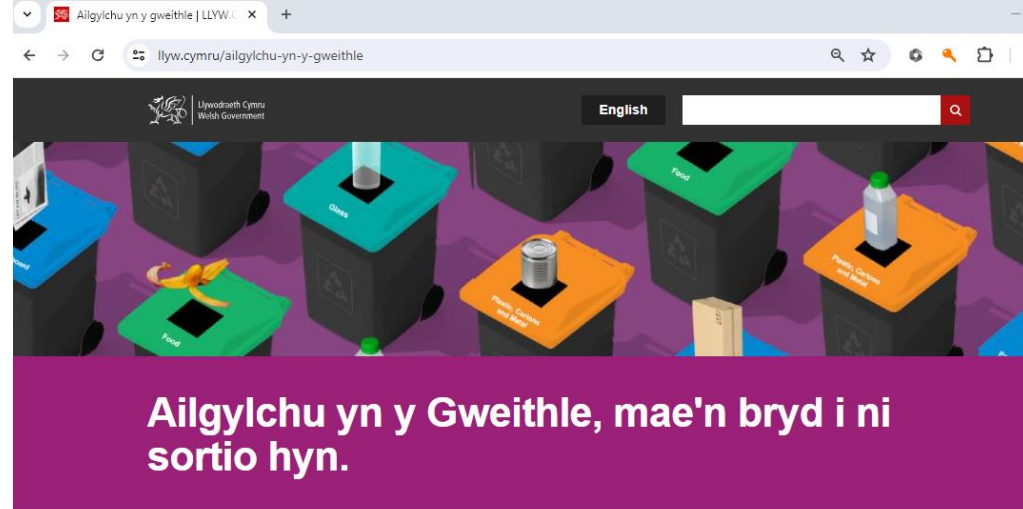 Ailgylchu yn y gweithle | LLYW.C
llyw.cymru/ailgylchu-yn-y-gweithle
Llywodraeth Cymru
Welsh Government
English
Food
Glass
Plastic, Cartons
and Metal
Plastic, Cartons
and Metal
Food
Ailgylchu yn y Gweithle, mae'n bryd i ni
sortio hyn.